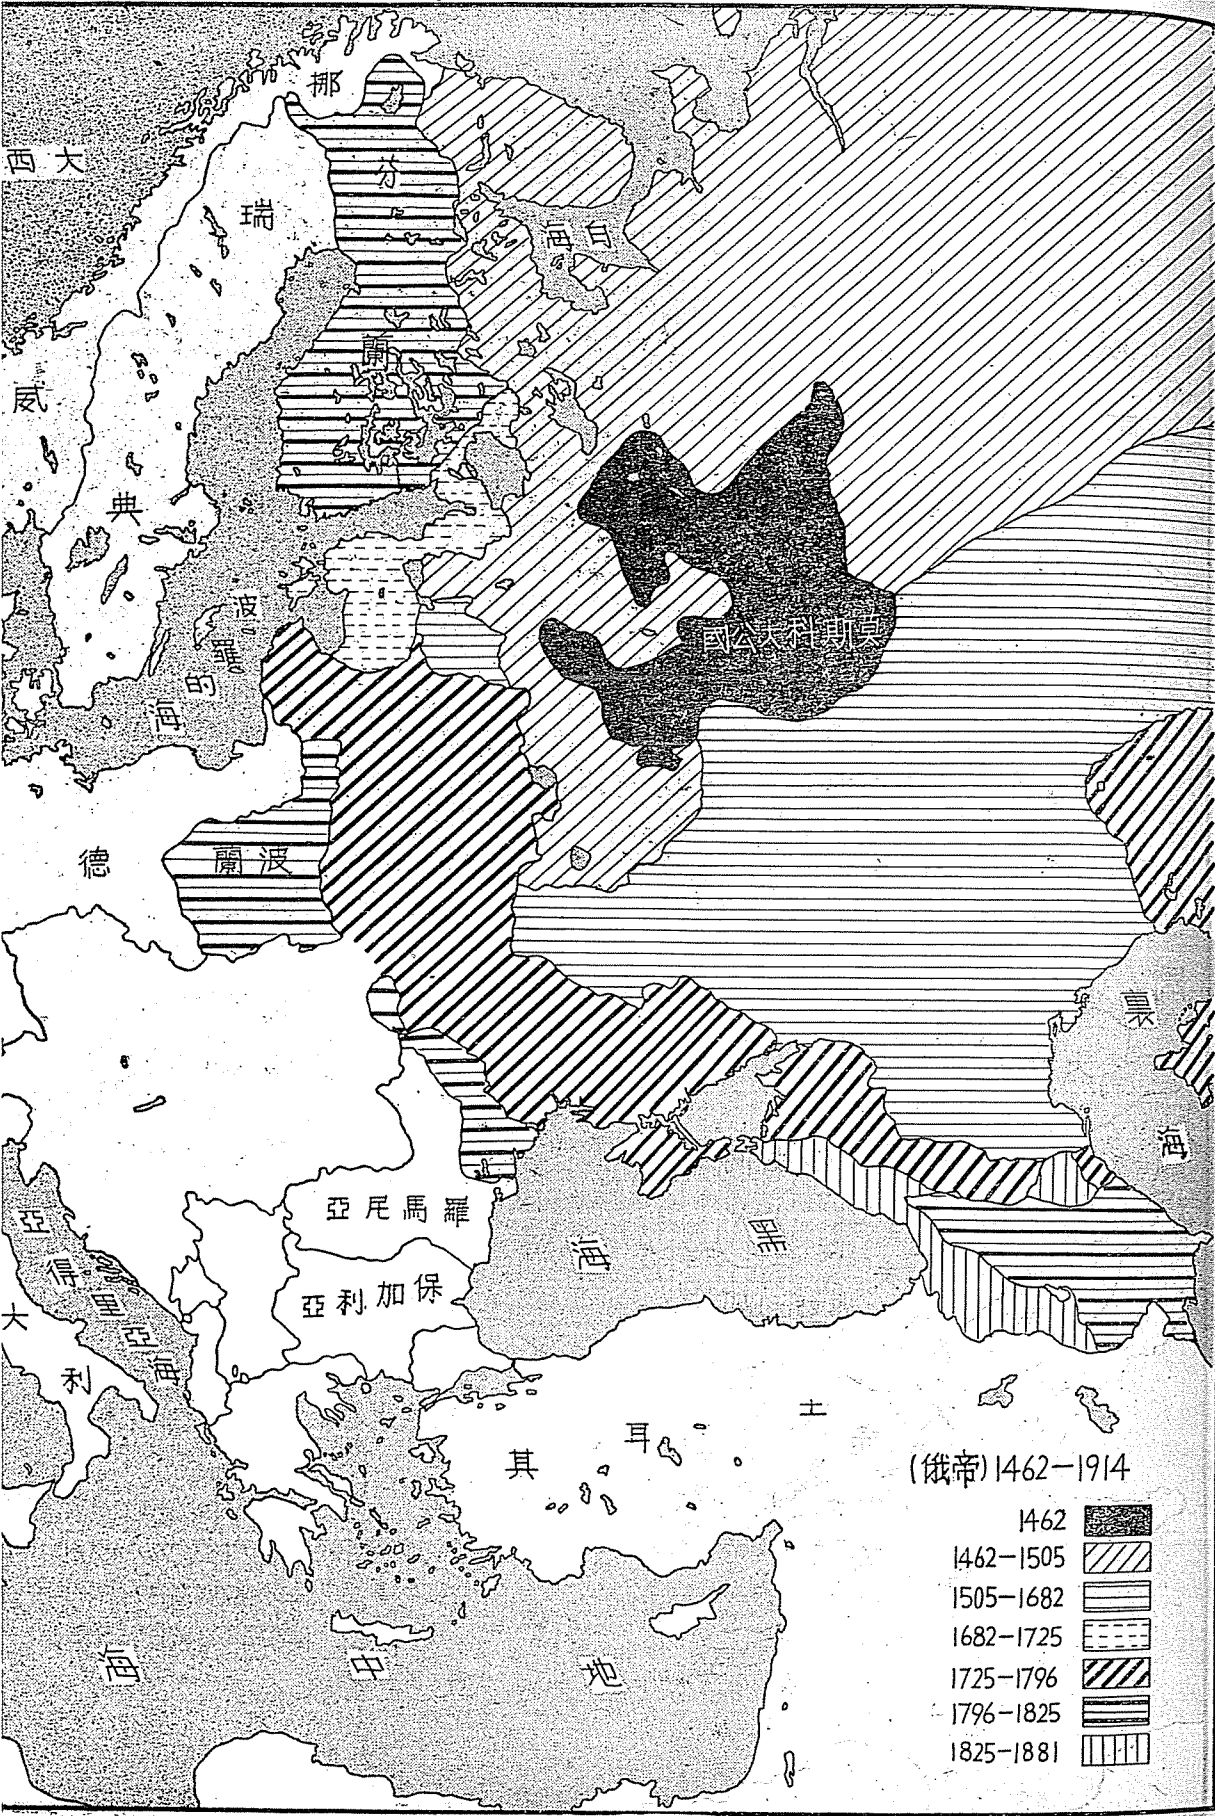 挪威
大西
瑞典
芬蘭
白海
莫斯科大公國
波羅的海
德
波蘭
裏海
羅馬尾亞
保加利亞
黑海
亞得里亞海
大利
土耳其
地中海
(俄帝)1462—1914
1462
1462—1505
1505—1682
1682—1725
1725—1796
1796—1825
1825—1881